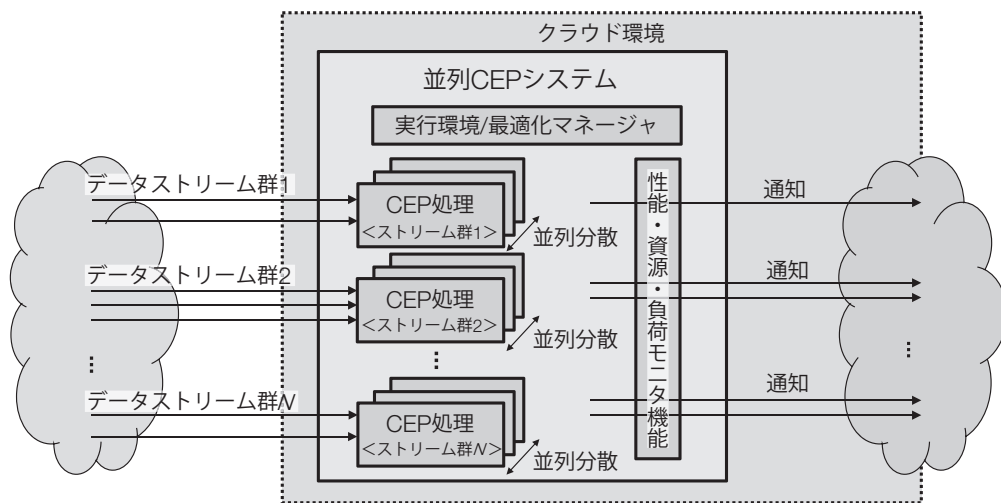 クラウド環境
並列CEPシステム
実行環境/最適化マネージャ
データストリーム群1
CEP処理
<ストリーム群1>
並列分散
通知
データストリーム群2
CEP処理
<ストリーム群2>
並列分散
通知
⋮
⋮
⋮
データストリーム群N
CEP処理
<ストリーム群N>
並列分散
通知
性能・資源・負荷モニタ機能